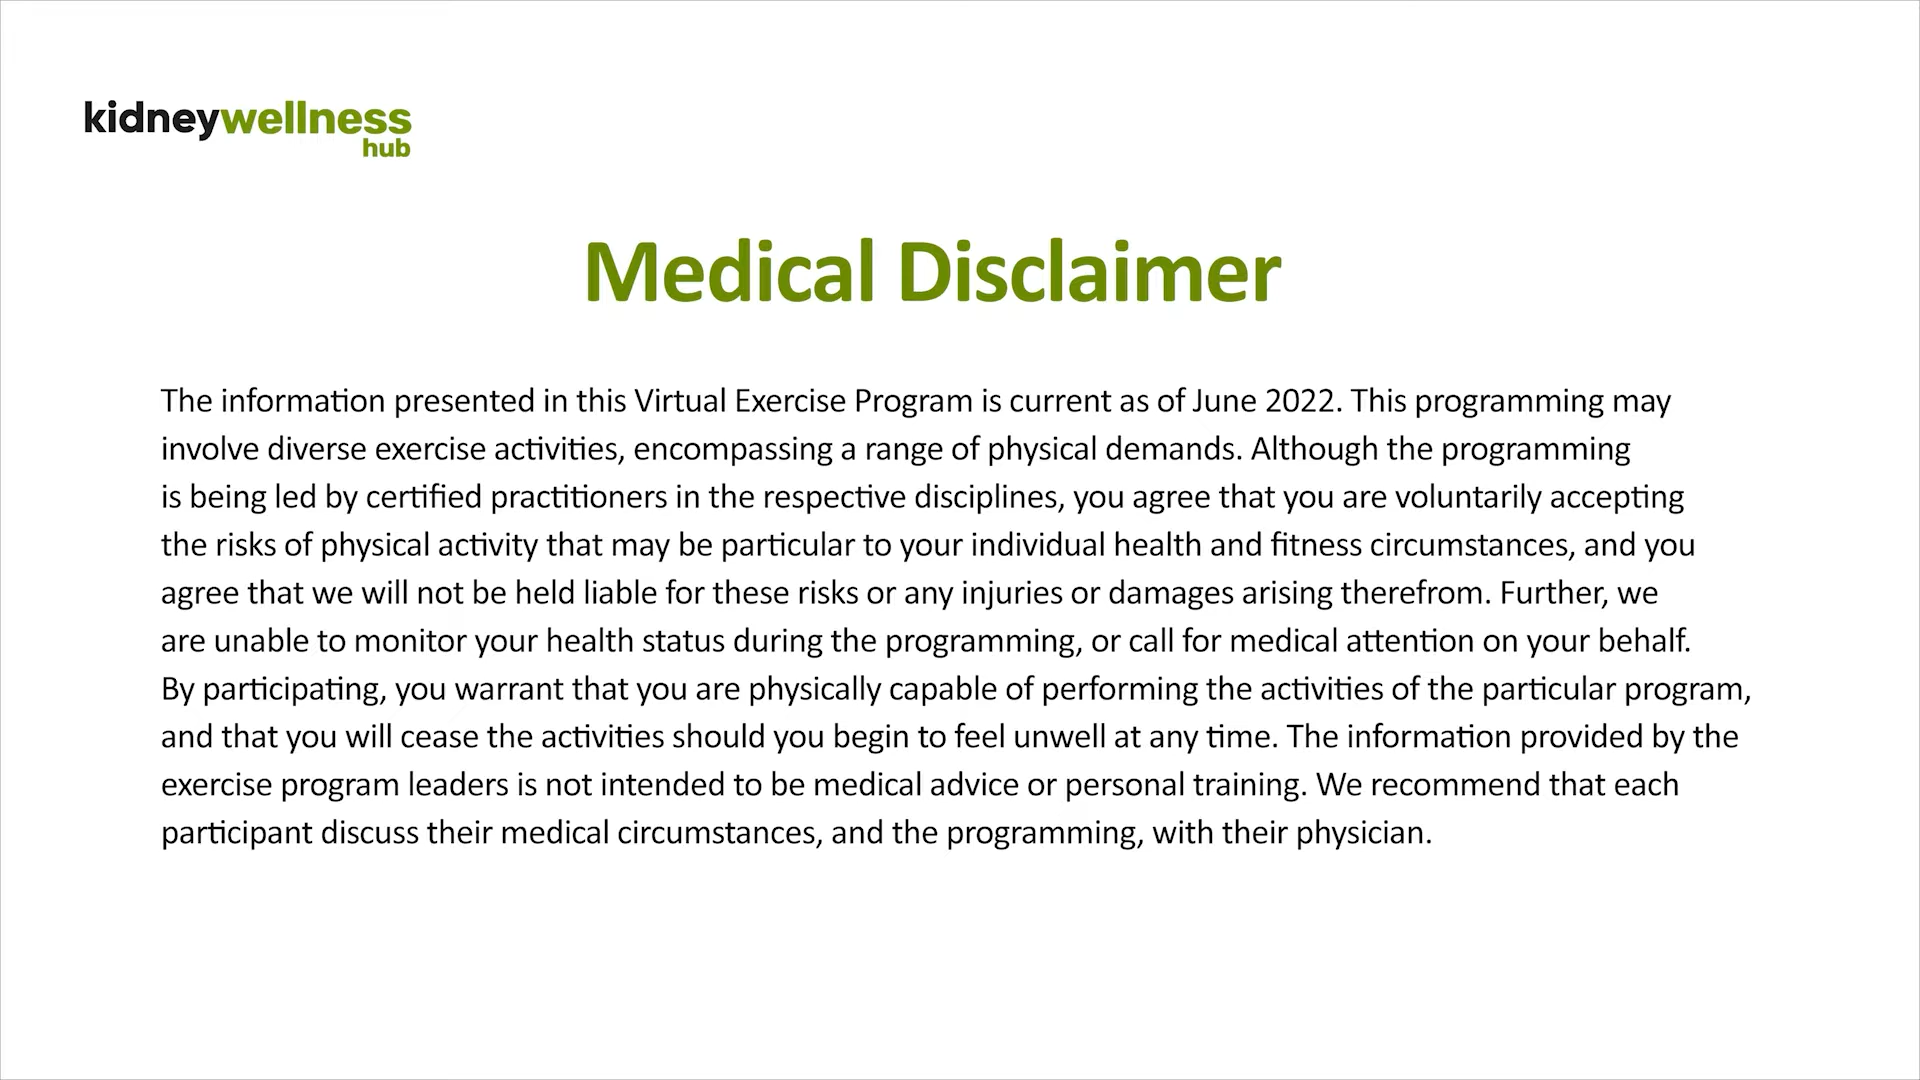 kidneywellness
hub
Medical Disclaimer
The information presented in this Virtual Exercise Program is current as of June 2022. This programming may
involve diverse exercise activities, encompassing a range of physical demands. Although the programming
is being led by certified practitioners in the respective disciplines, you agree that you are voluntarily accepting
the risks of physical activity that may be particular to your individual health and fitness circumstances, and you
agree that we will not be held liable for these risks or any injuries or damages arising therefrom. Further, we
are unable to monitor your health status during the programming, or call for medical attention on your behalf.
By participating, you warrant that you are physically capable of performing the activities of the particular program,
and that you will cease the activities should you begin to feel unwell at any time. The information provided by the
exercise program leaders is not intended to be medical advice or personal training. We recommend that each
participant discuss their medical circumstances, and the programming, with their physician.